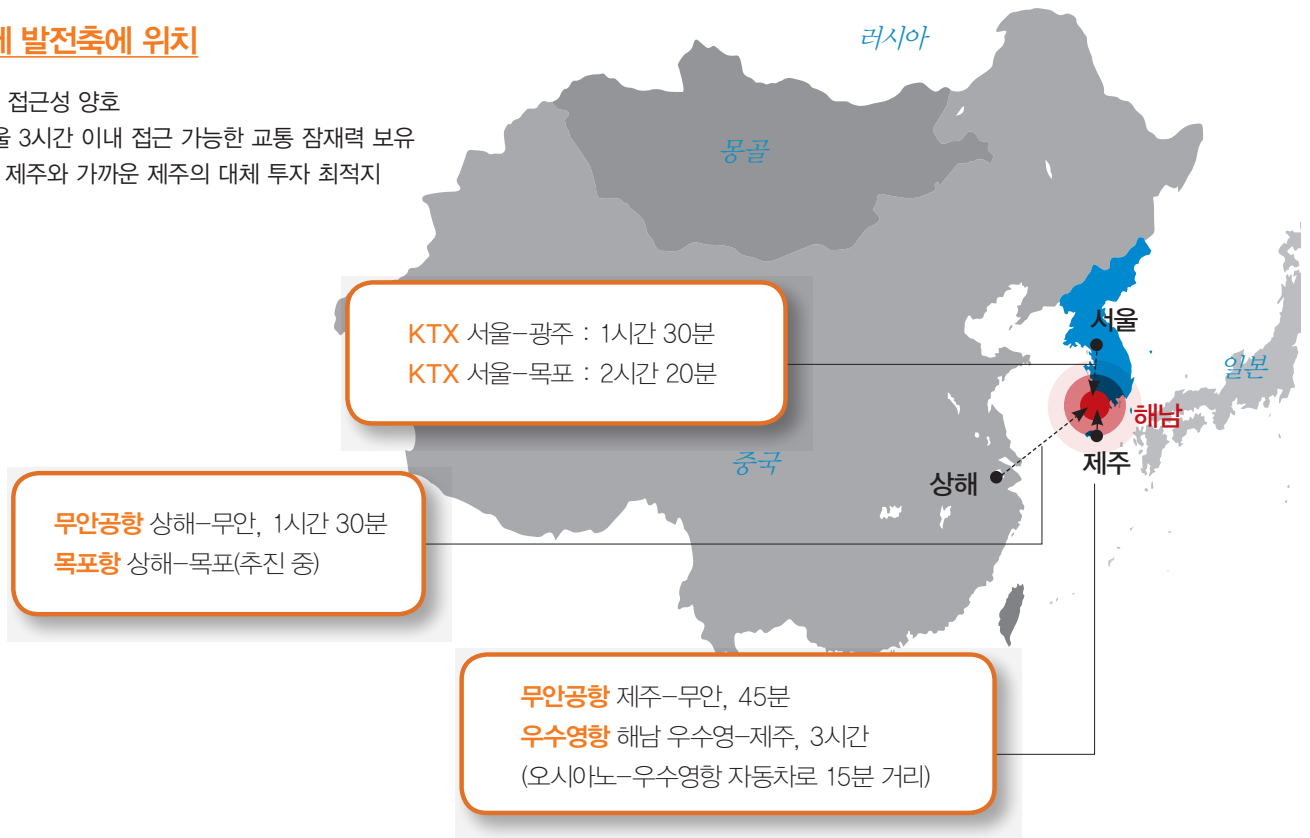 발전축에 위치
접근성 양호
3시간 이내 접근 가능한 교통 잠재력 보유
제주와 가까운 제주의 대체 투자 최적지
러시아
몽골
KTX 서울-광주 : 1시간 30분
KTX 서울-목포 : 2시간 20분
서울
일본
해남
제주
중국
상해
무안공항 상해-무안, 1시간 30분
목포항 상해-목포(추진 중)
무안공항 제주-무안, 45분
우수영항 해남 우수영-제주, 3시간
(오시아노-우수영항 자동차로 15분 거리)